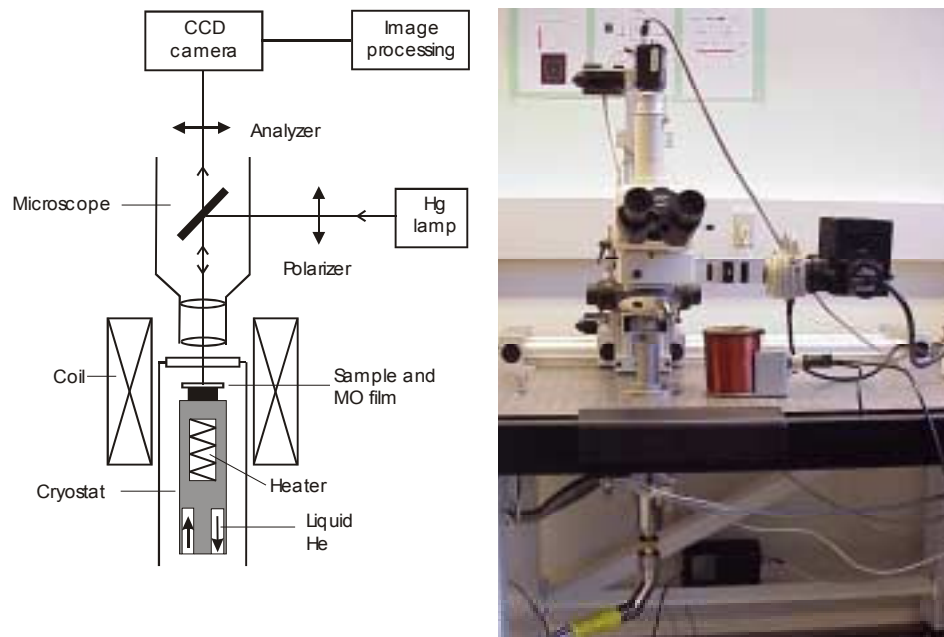 CCD
camera
Image
processing
Analyzer
Microscope
Hg
lamp
Polarizer
Coil
Sample and
MO film
Heater
Cryostat
Liquid
He